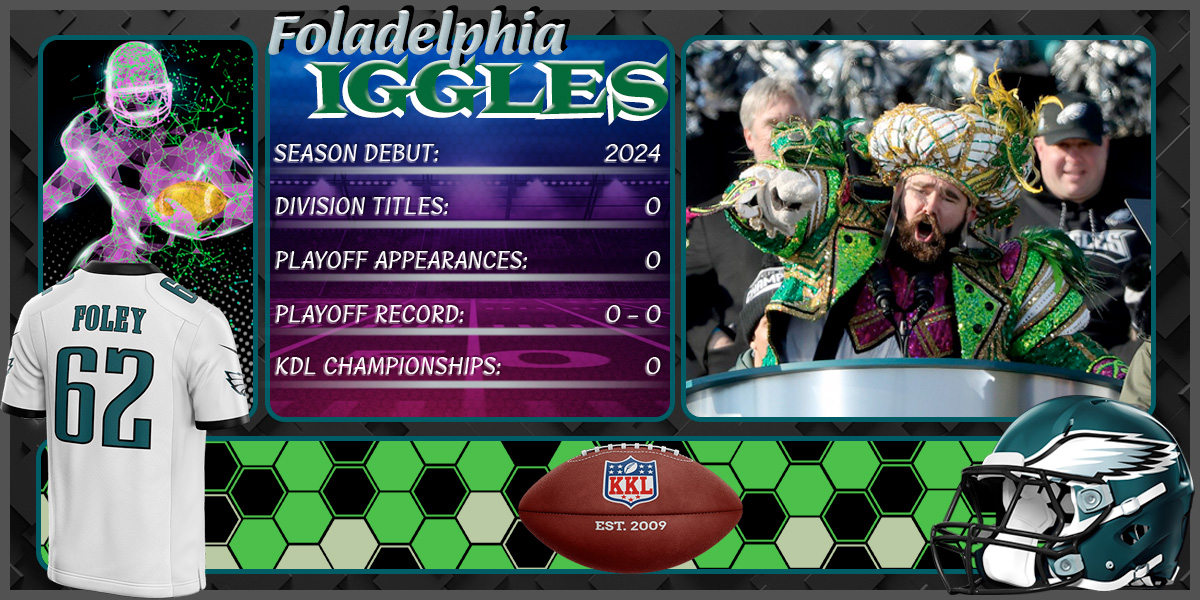 Foladelphia
IGGLES
SEASON DEBUT: 2024
DIVISION TITLES: 0
PLAYOFF APPEARANCES: 0
PLAYOFF RECORD: 0 - 0
KDL CHAMPIONSHIPS: 0
FOLEY
62
KKL
EST. 2009